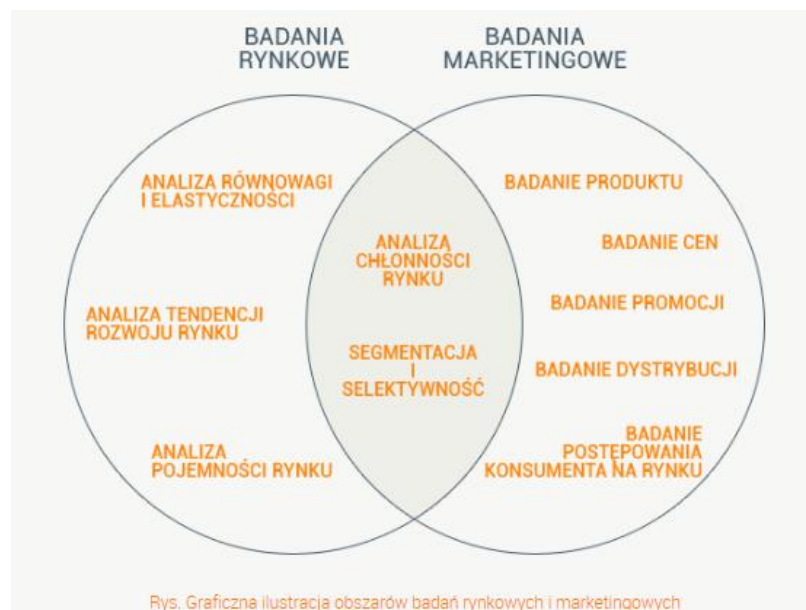 BADANIA
RYNKOWE
BADANIA
MARKETINGOWE
ANALIZA RÓWNOWAGI
I ELASTYCZNOŚCI
ANALIZA TENDENCJI
ROZWOJU RYNKU
ANALIZA
POJEMNOŚCI RYNKU
ANALIZĄ
CHŁONNOŚCI
RYNKU
SEGMENTACJA
I
SELEKTYWNOŚĆ
BADANIE PRODUKTU
BADANIE CEN
BADANIE PROMOCJI
BADANIE DYSTRYBUCJI
BADANIE
POSTĘPOWANIA
KONSUMENTA NA RYNKU
Rys. Graficzna ilustracja obszarów badań rynkowych i marketingowych